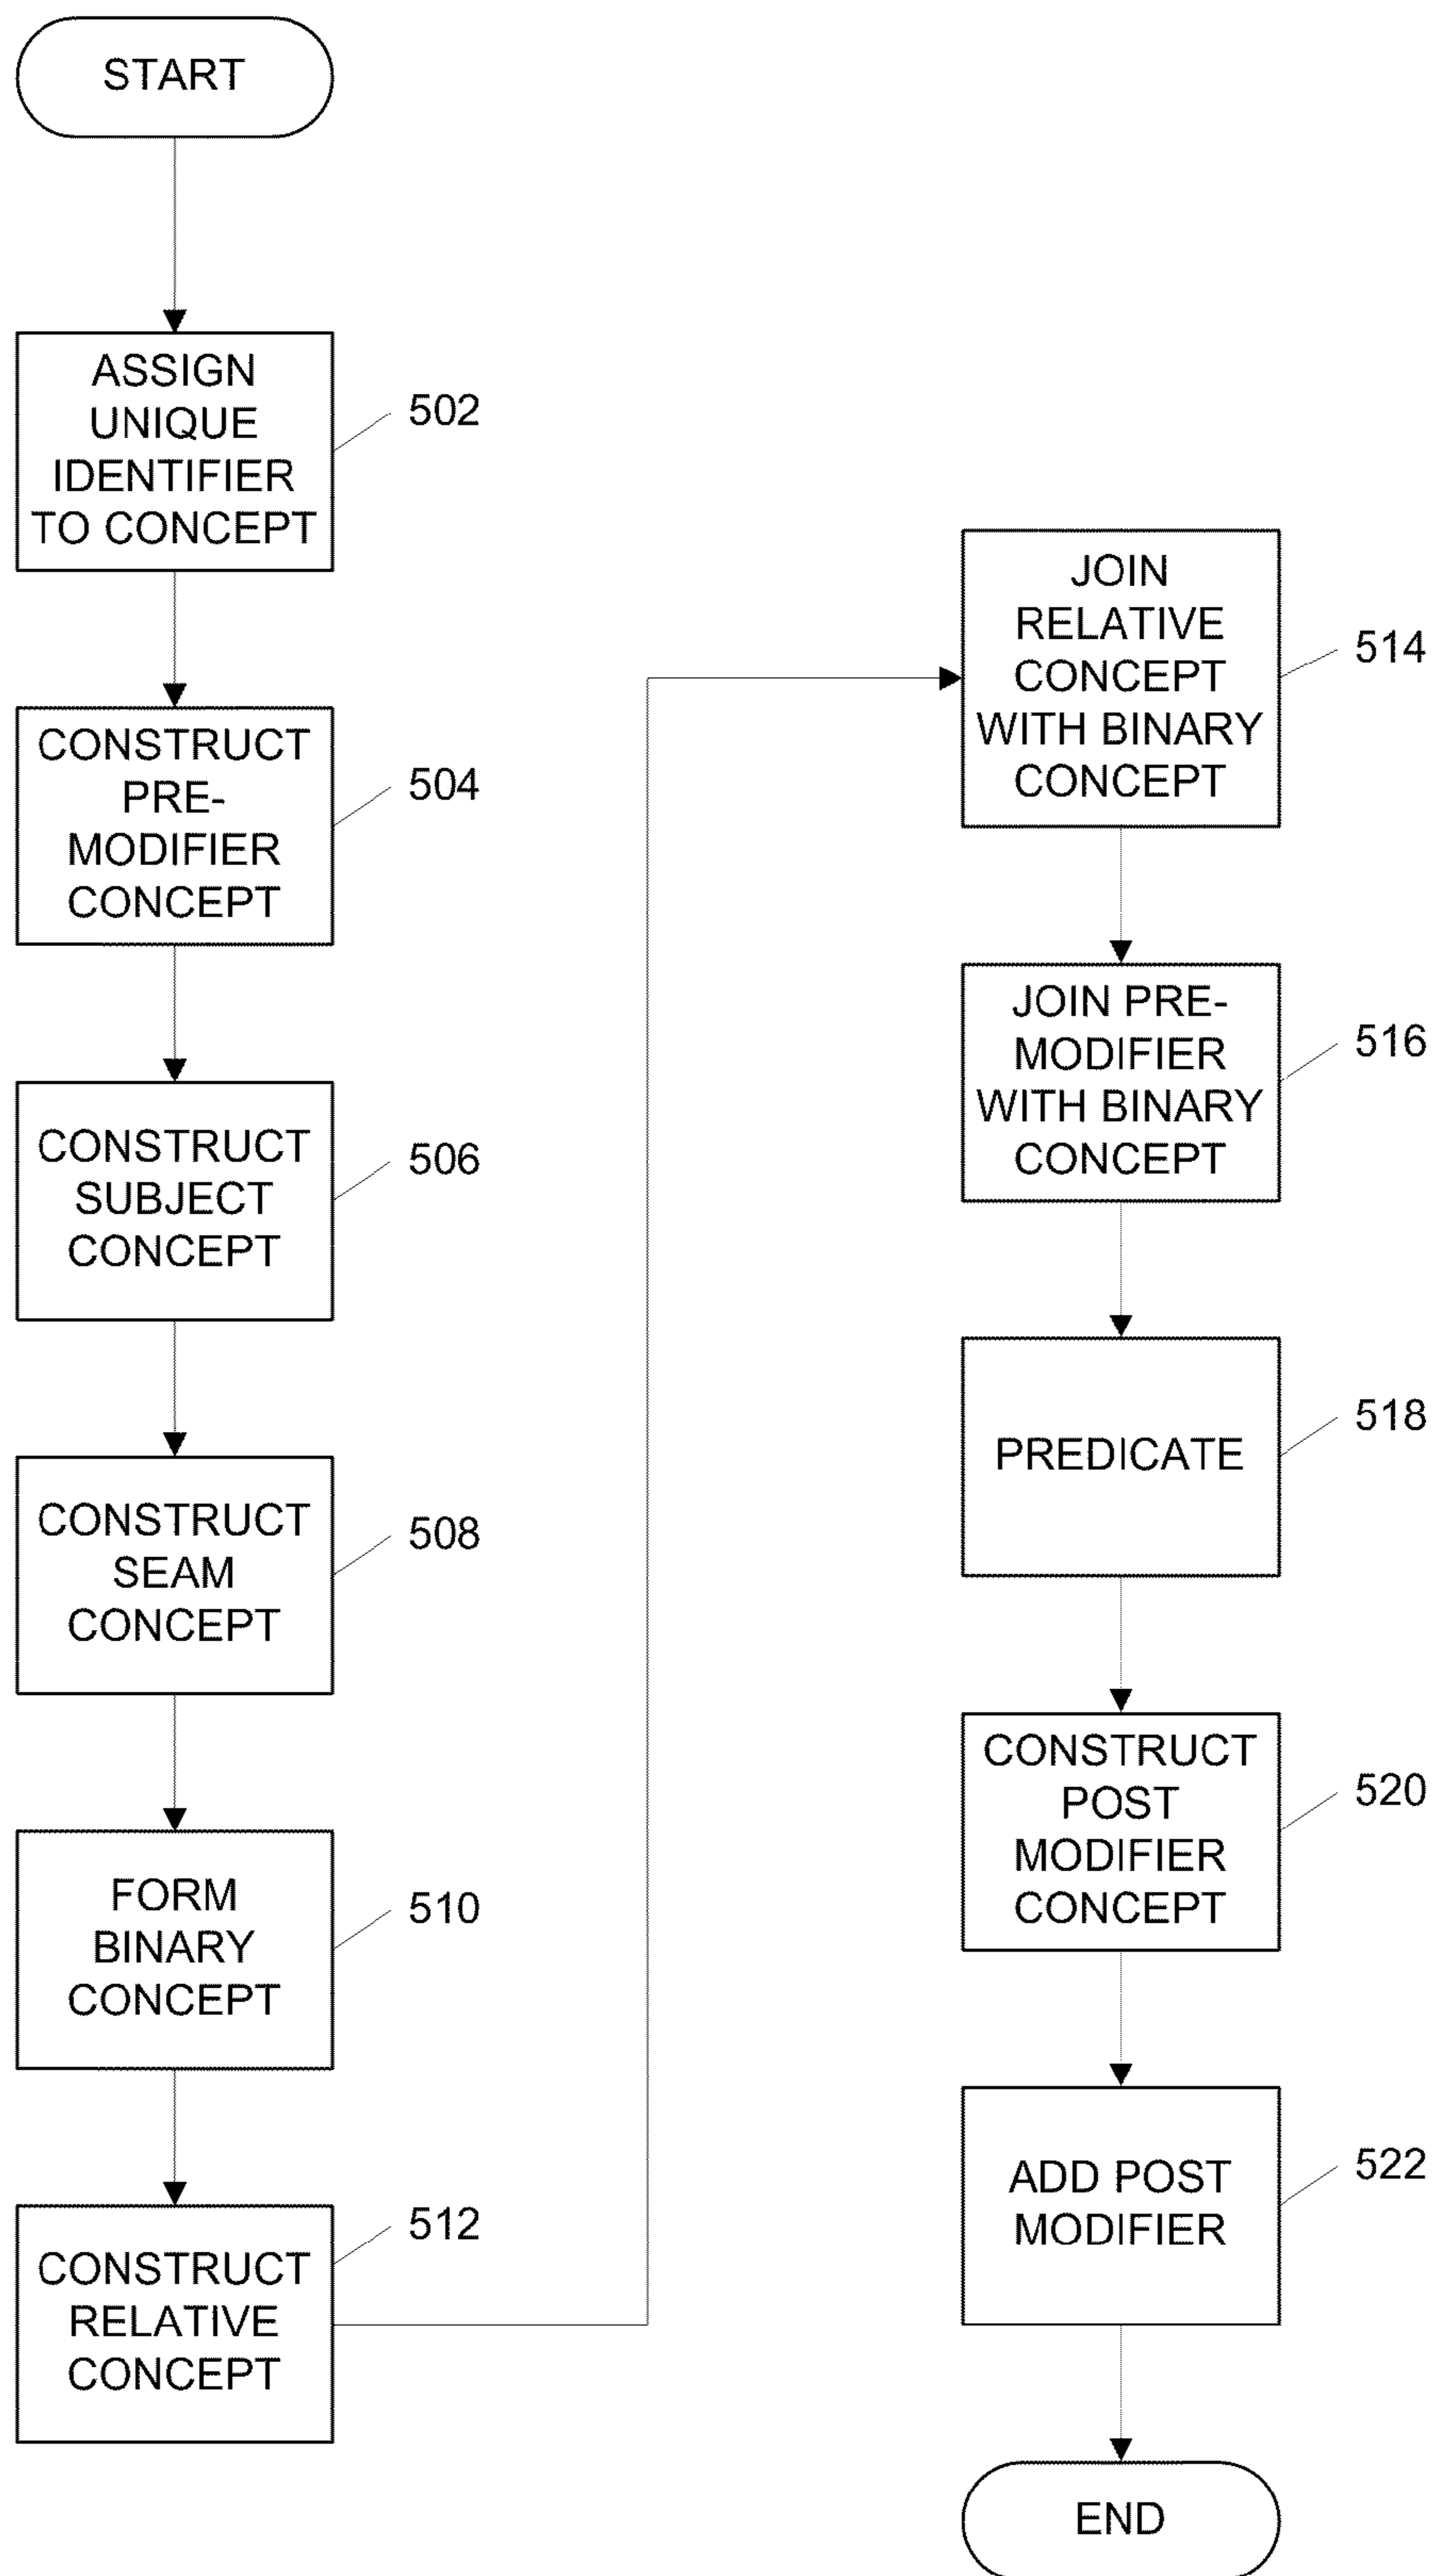 START
ASSIGN
UNIQUE
IDENTIFIER
TO CONCEPT
502
CONSTRUCT
PRE-
MODIFIER
CONCEPT
504
CONSTRUCT
SUBJECT
CONCEPT
506
CONSTRUCT
SEAM
CONCEPT
508
FORM
BINARY
CONCEPT
510
CONSTRUCT
RELATIVE
CONCEPT
512
JOIN
RELATIVE
CONCEPT
WITH BINARY
CONCEPT
514
JOIN PRE-
MODIFIER
WITH BINARY
CONCEPT
516
PREDICATE
518
CONSTRUCT
POST
MODIFIER
CONCEPT
520
ADD POST
MODIFIER
522
END